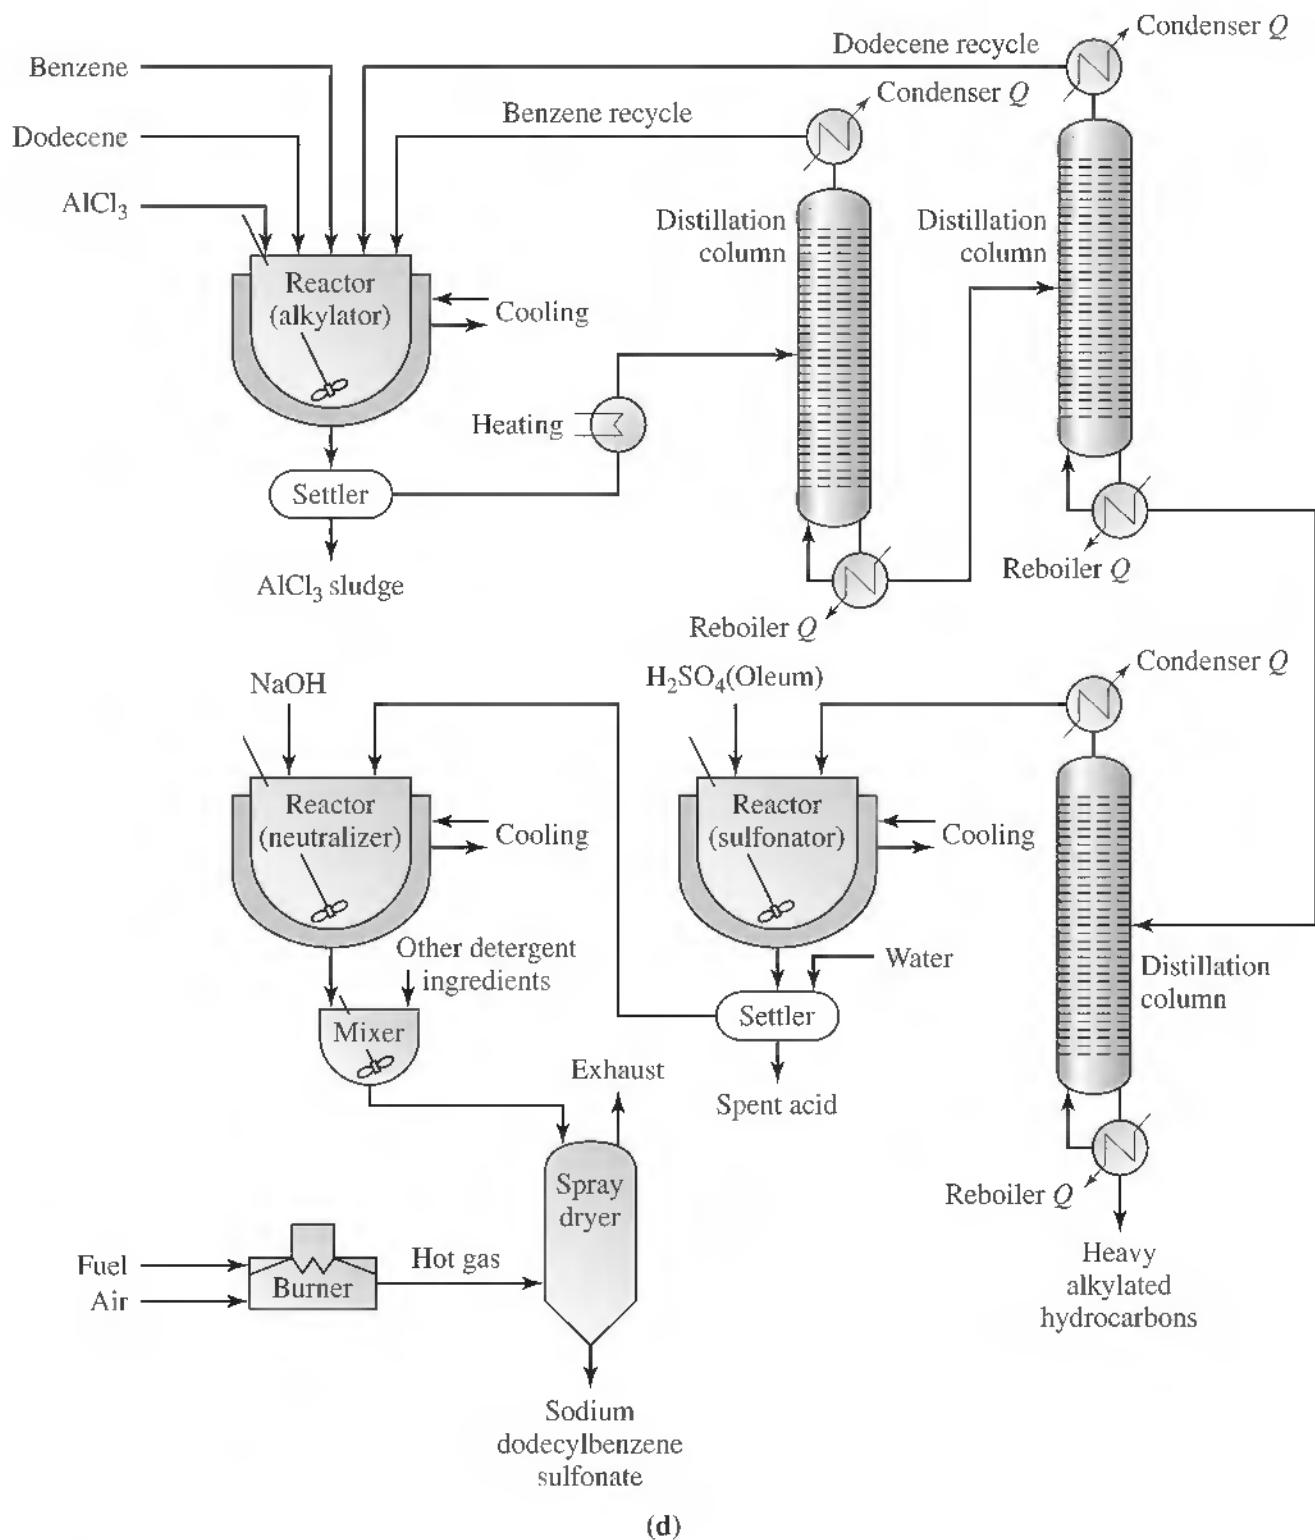 Condenser Q
Dodecene recycle
Benzene
Condenser Q
Benzene recycle
Dodecene
AlCl₃
Distillation
column
Distillation
column
Reactor
(alkylator)
Cooling
Heating
Settler
AlCl₃ sludge
Reboiler Q
Reboiler Q
NaOH
H₂SO₄(Oleum)
Condenser Q
Reactor
(neutralizer)
Cooling
Reactor
(sulfonator)
Cooling
Other detergent
ingredients
Water
Distillation
column
Mixer
Settler
Exhaust
Spent acid
Spray
dryer
Reboiler Q
Fuel
Air
Burner
Hot gas
Heavy
alkylated
hydrocarbons
Sodium
dodecylbenzene
sulfonate
(d)